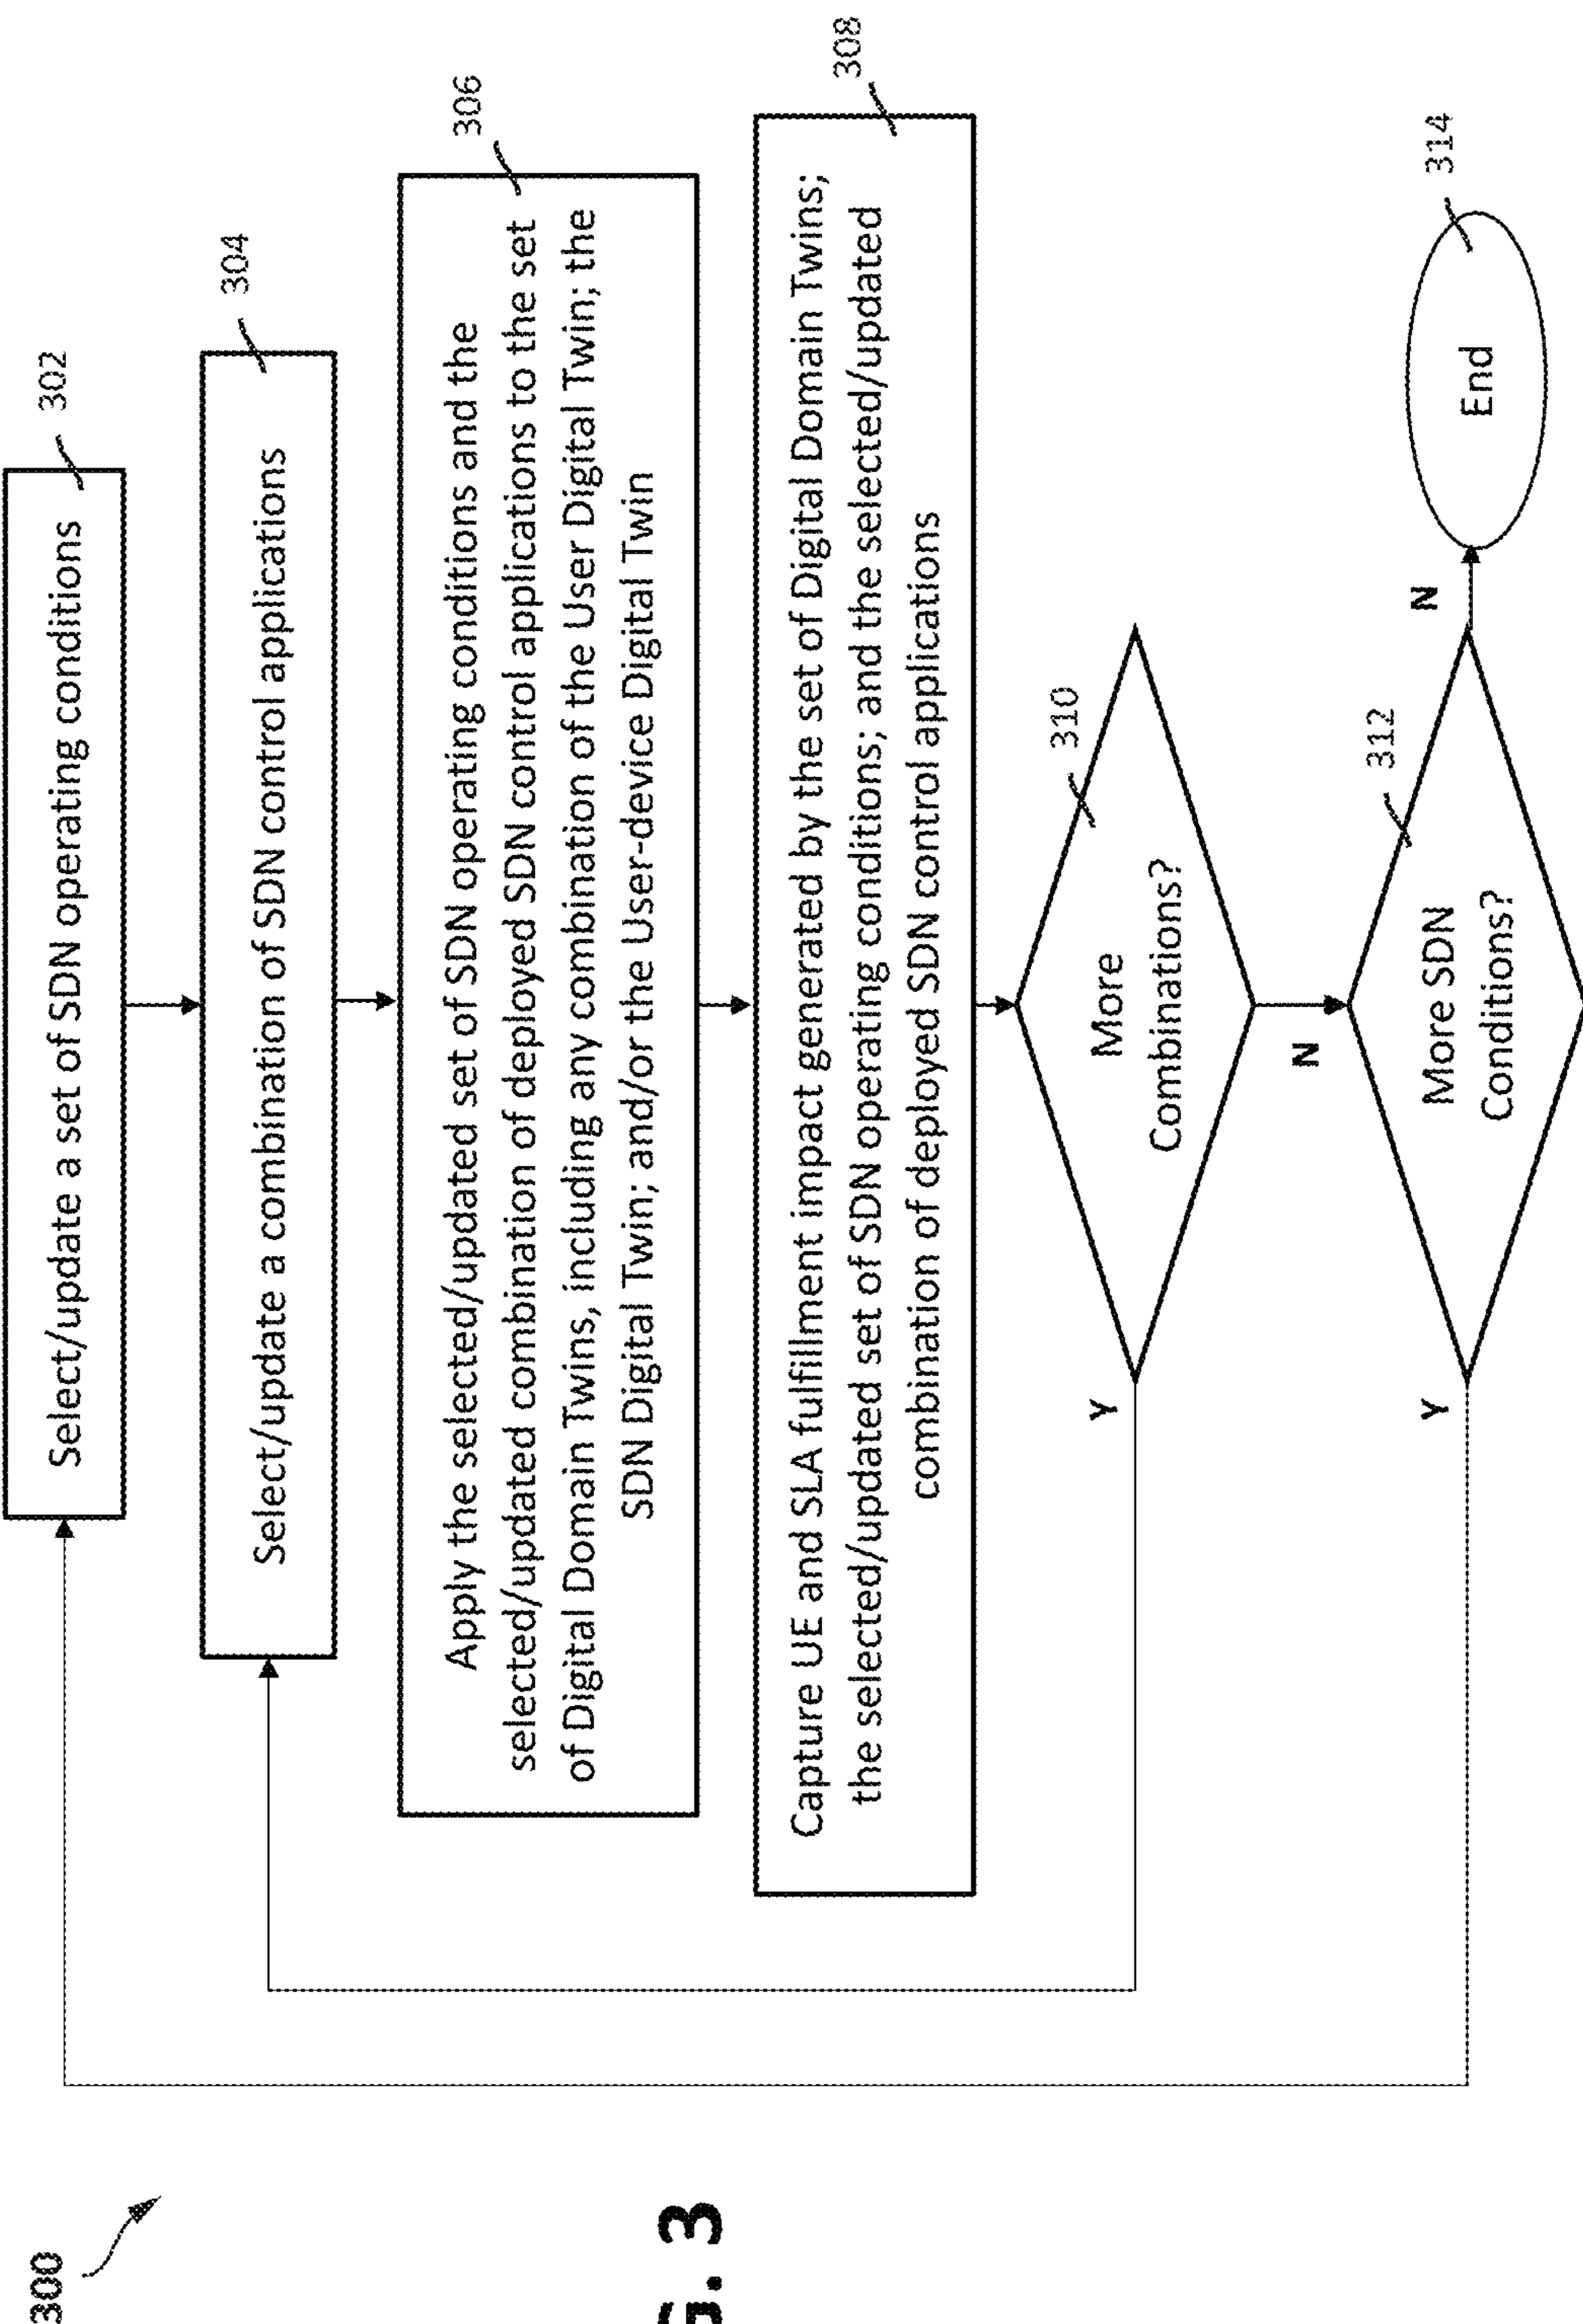 300
302
Select/update a set of SDN operating conditions
304
Select/update a combination of SDN control applications
306
Apply the selected/updated set of SDN operating conditions and the
selected/updated combination of deployed SDN control applications to the set
of Digital Domain Twins, including any combination of the User Digital Twin; the
SDN Digital Twin; and/or the User-device Digital Twin
308
Capture UE and SLA fulfillment impact generated by the set of Digital Domain Twins;
the selected/updated set of SDN operating conditions; and the selected/updated
combination of deployed SDN control applications
310
More
Combinations?
Y
N
312
More SDN
Conditions?
Y
N
314
End
G. 3